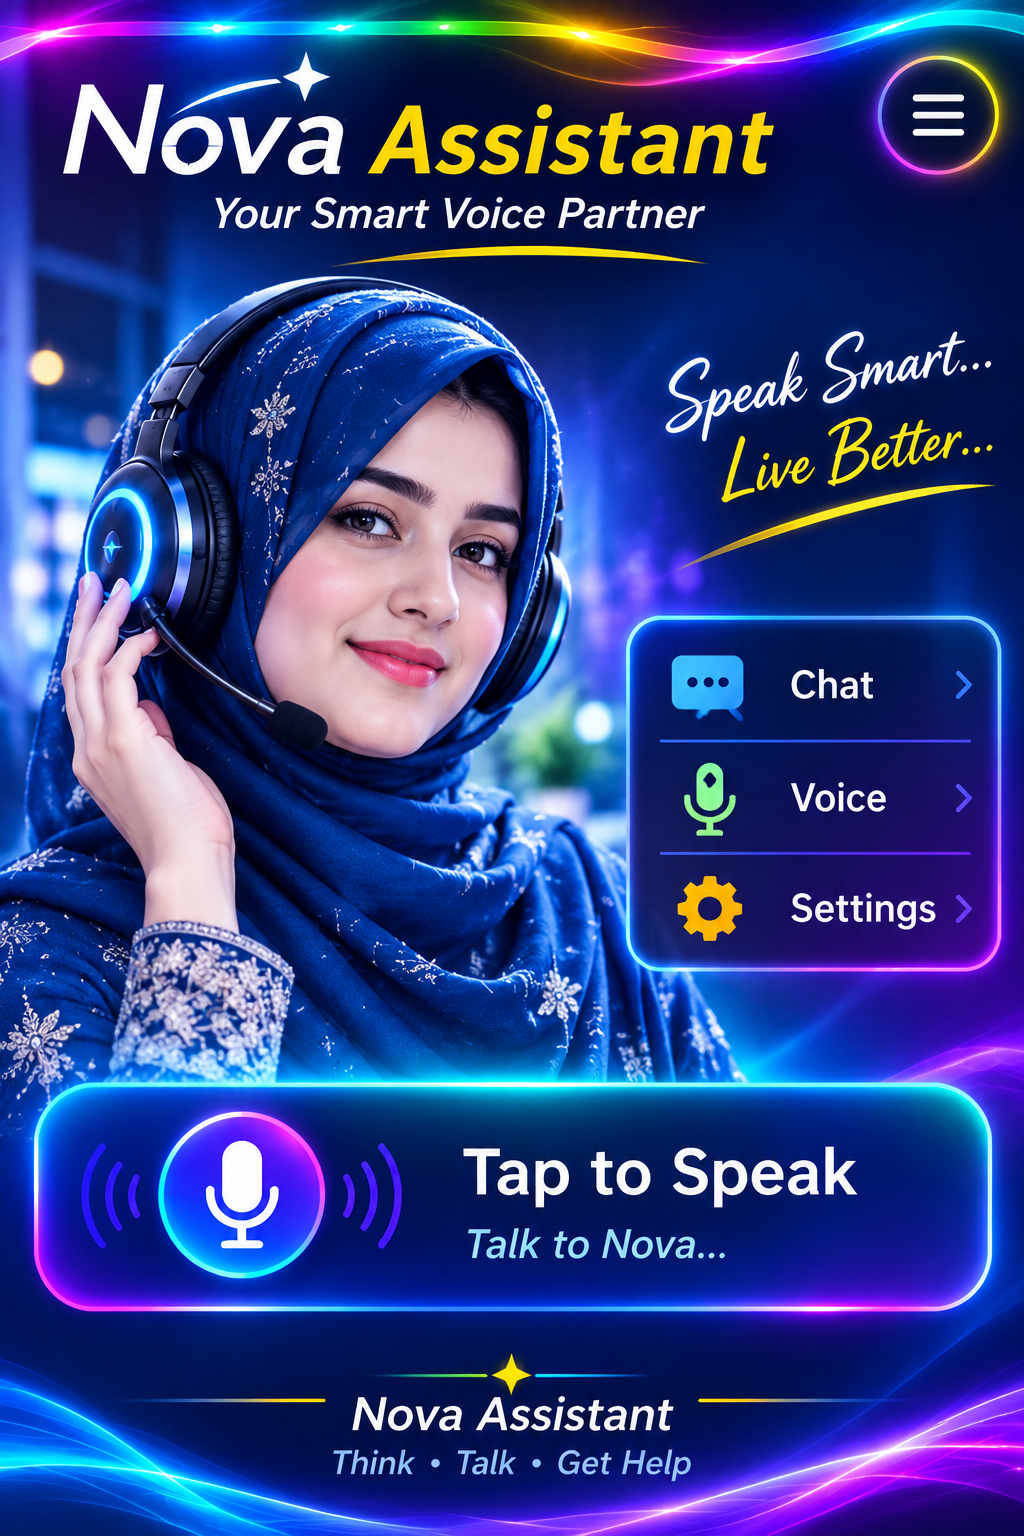 Nova Assistant
Your Smart Voice Partner
Speak Smart...
Live Better...
Chat
Voice
Settings
Tap to Speak
Talk to Nova...
Nova Assistant
Think • Talk • Get Help